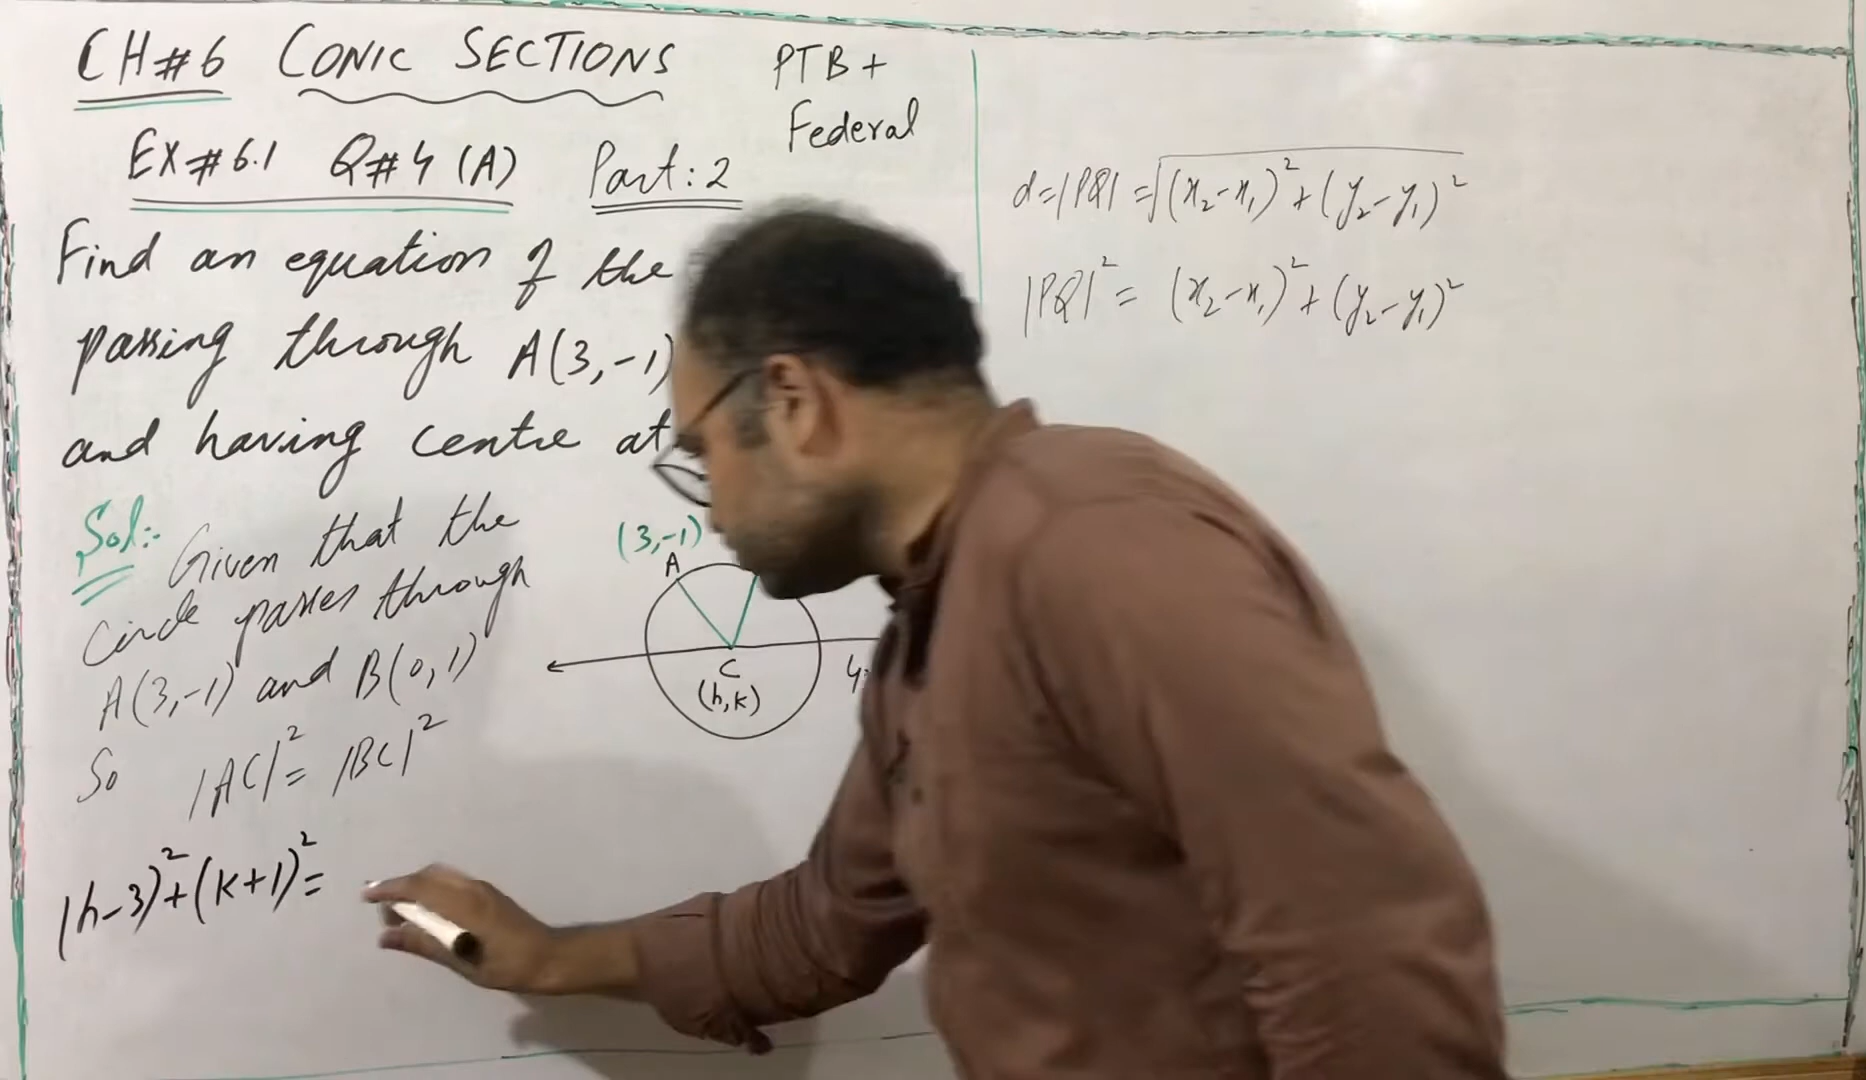 CH#6 CONIC SECTIONS
PTB +
Federal
EX#6.1 Q#4 (A) Part:2
Find an equation of the
passing through A(3,-1)
and having centre at
Sol:- Given that the
Circle passes through
A(3,-1) and B(0,1)
So |AC|² = |BC|²
(h-3)²+(k+1)²=
(3,-1)
A
C
(h,k)
d=|PQ| =√(x₂-x₁)²+(y₂-y₁)²
|PQ|² = (x₂-x₁)²+(y₂-y₁)²